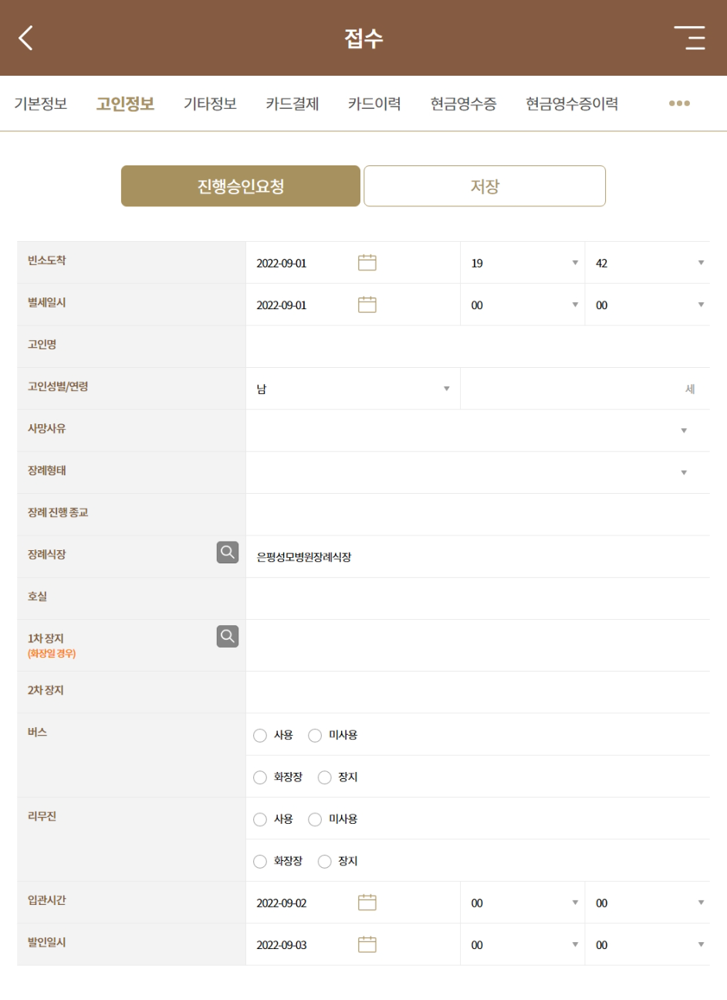 접수
기본정보 고인정보 기타정보 카드결제 카드이력 현금영수증 현금영수증이력
진행승인요청 저장
빈소도착 2022-09-01 19 42
별세일시 2022-09-01 00 00
고인명
고인성별/연령 남 세
사망사유
장례형태
장례 진행 종교
장례식장 은평성모병원장례식장
호실
1차 장지
(화장일 경우)
2차 장지
버스 사용 미사용
화장장 장지
리무진 사용 미사용
화장장 장지
입관시간 2022-09-02 00 00
발인일시 2022-09-03 00 00